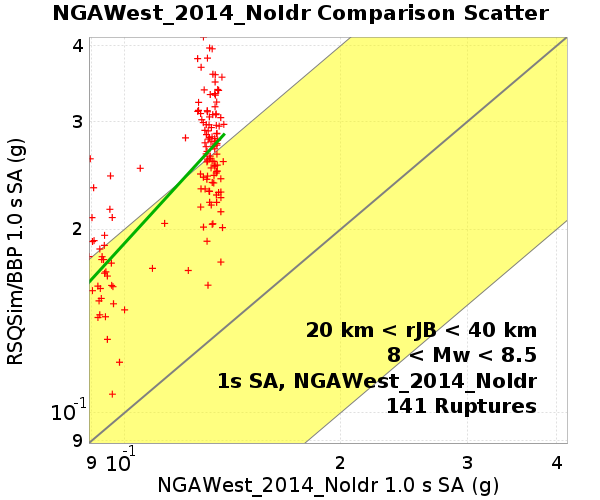 NGAWest_2014_NoIdr Comparison Scatter
RSQSim/BBP 1.0 s SA (g)
4
3
2
10-1
9
20 km < rJB < 40 km
8 < Mw < 8.5
1s SA, NGAWest_2014_NoIdr
141 Ruptures
9 10-1 2 3 4
NGAWest_2014_NoIdr 1.0 s SA (g)